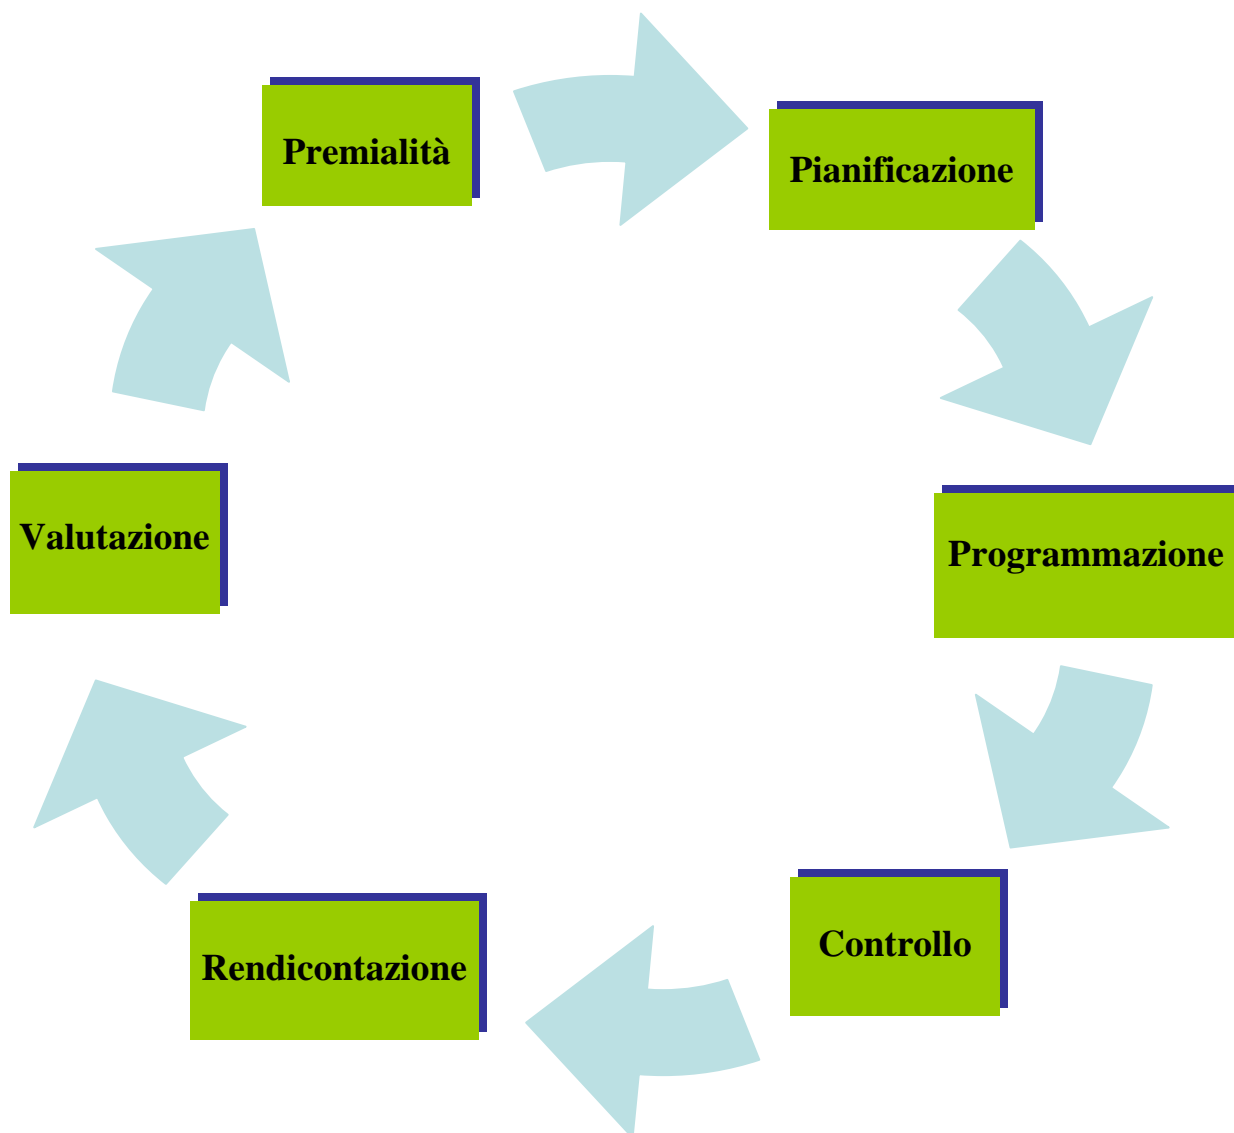 Premialità
Pianificazione
Valutazione
Programmazione
Controllo
Rendicontazione